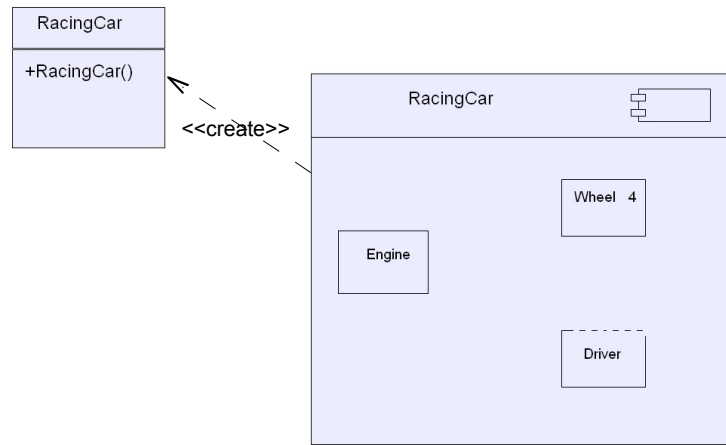 RacingCar
+RacingCar()
<<create>>
RacingCar
Wheel 4
Engine
Driver